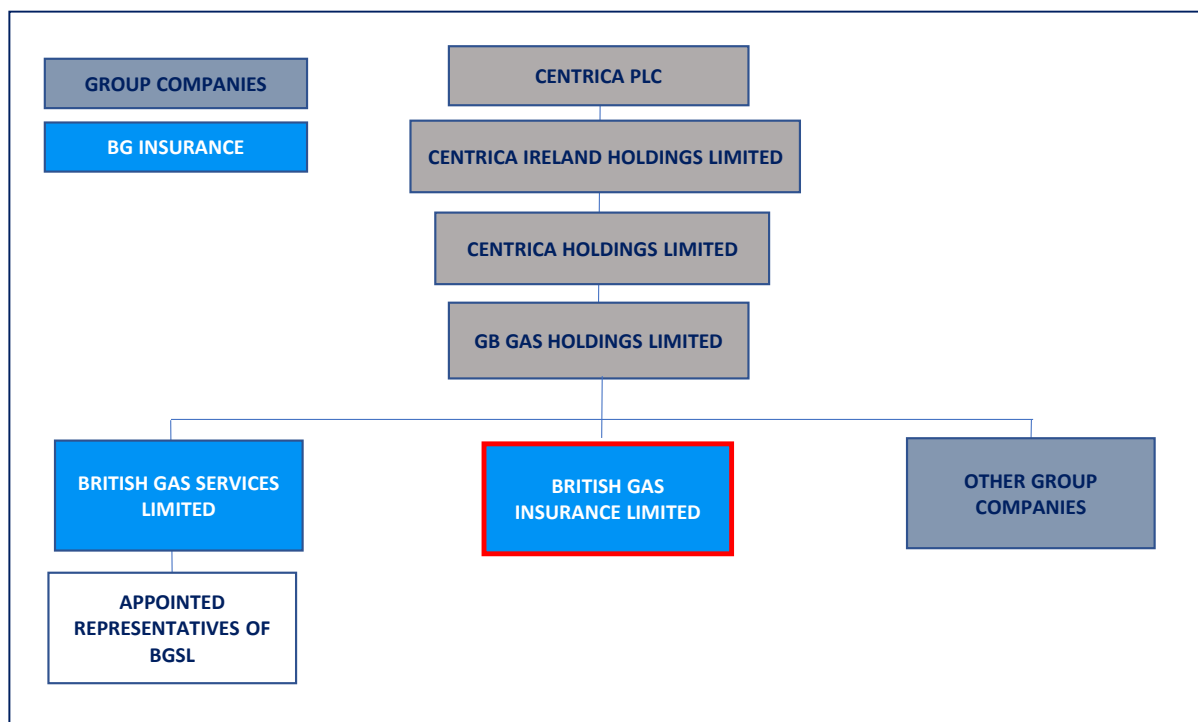 GROUP COMPANIES
BG INSURANCE
CENTRICA PLC
CENTRICA IRELAND HOLDINGS LIMITED
CENTRICA HOLDINGS LIMITED
GB GAS HOLDINGS LIMITED
BRITISH GAS SERVICES
LIMITED
BRITISH GAS
INSURANCE LIMITED
OTHER GROUP
COMPANIES
APPOINTED
REPRESENTATIVES OF
BGSL